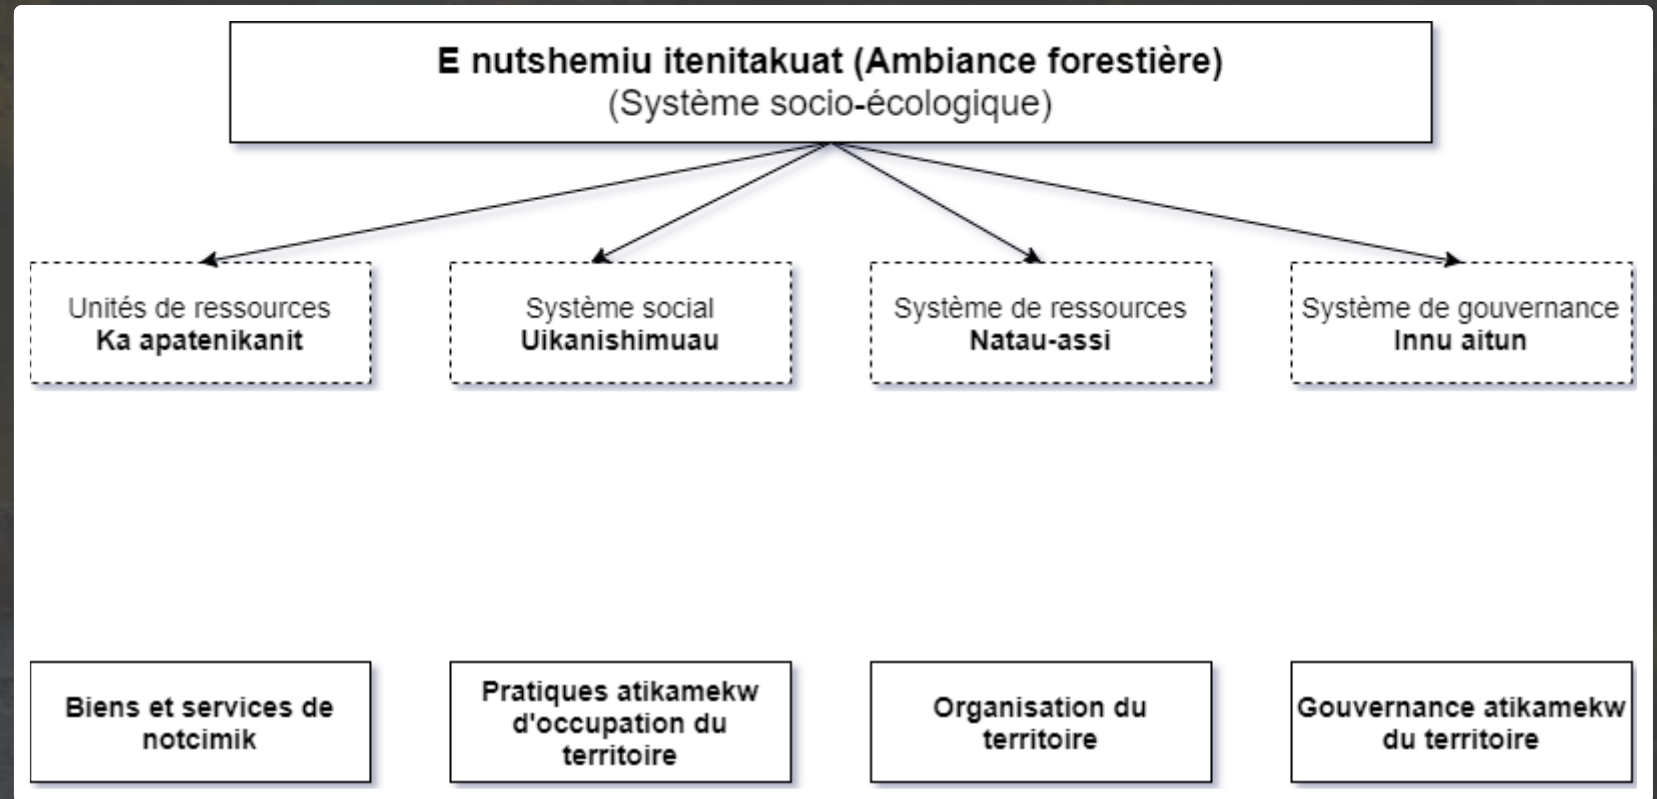 E nutshemiu itenitakuat (Ambiance forestière)
(Système socio-écologique)
Unités de ressources
Ka apatenikanit
Système social
Uikanishimuau
Système de ressources
Natau-assi
Système de gouvernance
Innu aitun
Biens et services de
notcimik
Pratiques atikamekw
d'occupation du
territoire
Organisation du
territoire
Gouvernance atikamekw
du territoire